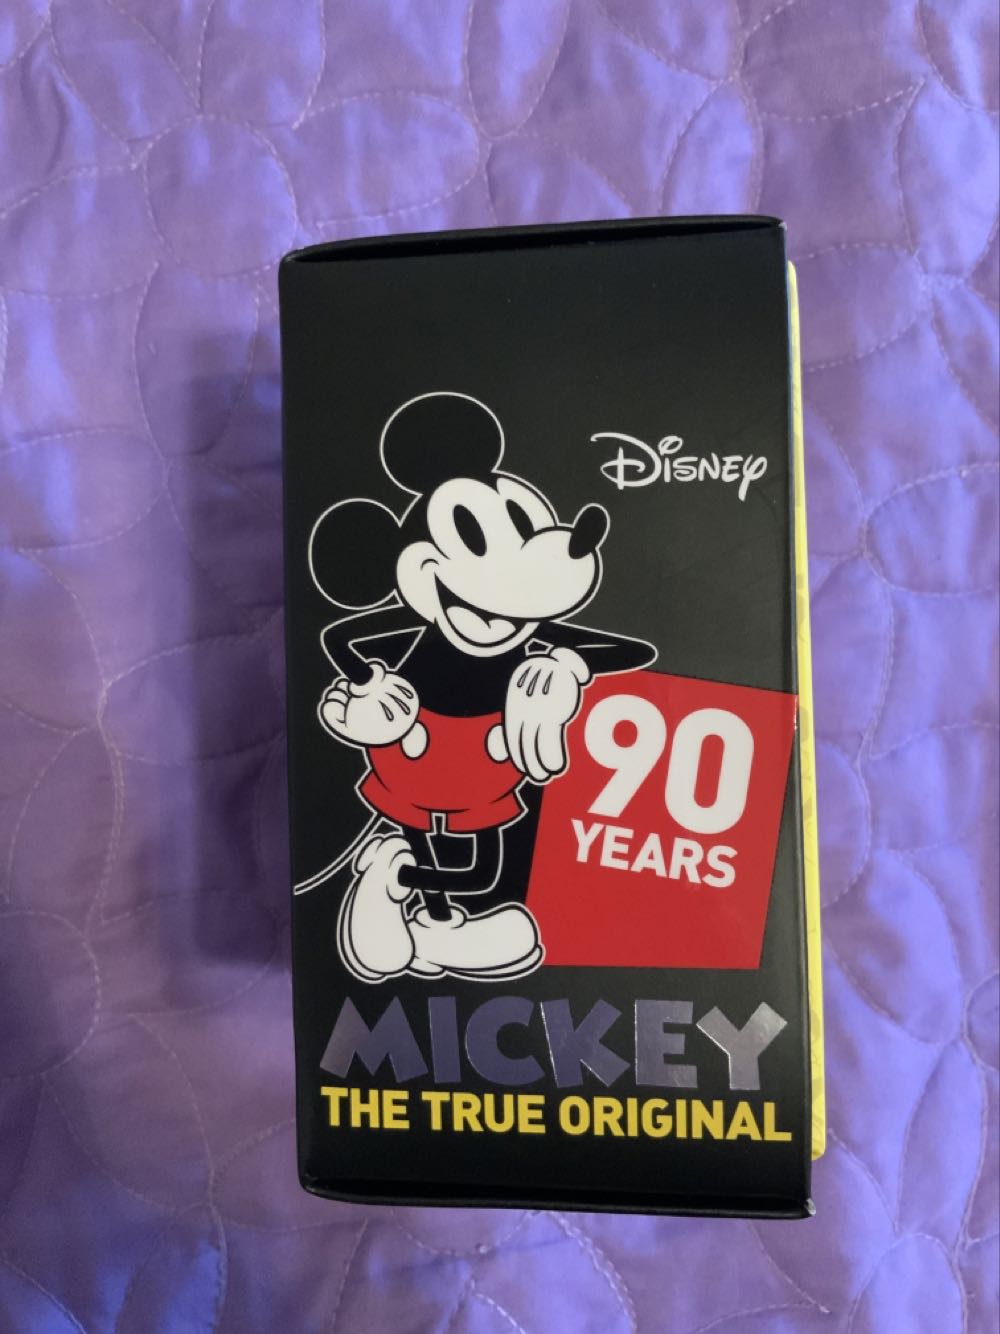 Disney
90
YEARS
MICKEY
THE TRUE ORIGINAL